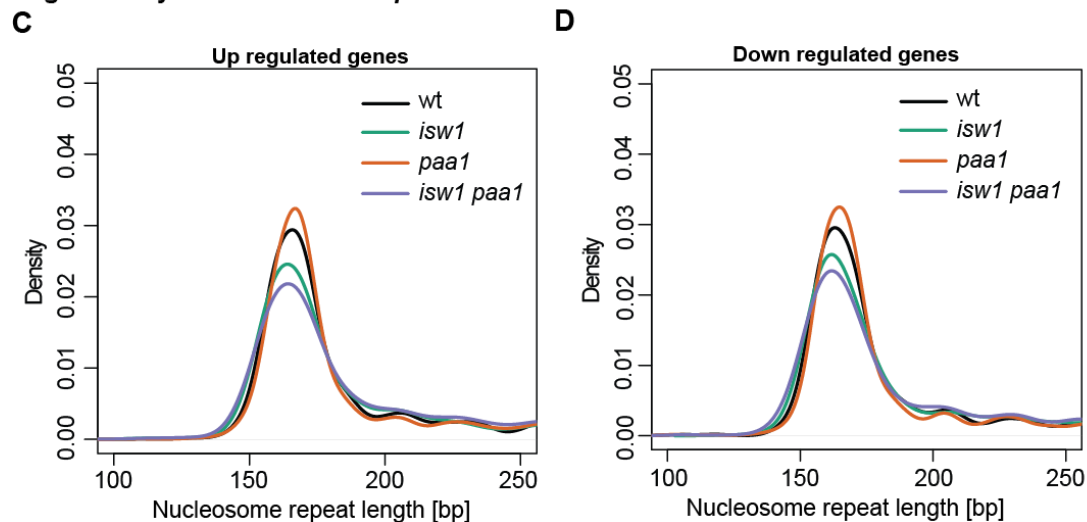 C
Up regulated genes
0.05
0.04
0.03
0.02
0.01
0.00
Density
wt
isw1
paa1
isw1 paa1
100
150
200
250
Nucleosome repeat length [bp]
D
Down regulated genes
0.05
0.04
0.03
0.02
0.01
0.00
Density
wt
isw1
paa1
isw1 paa1
100
150
200
250
Nucleosome repeat length [bp]